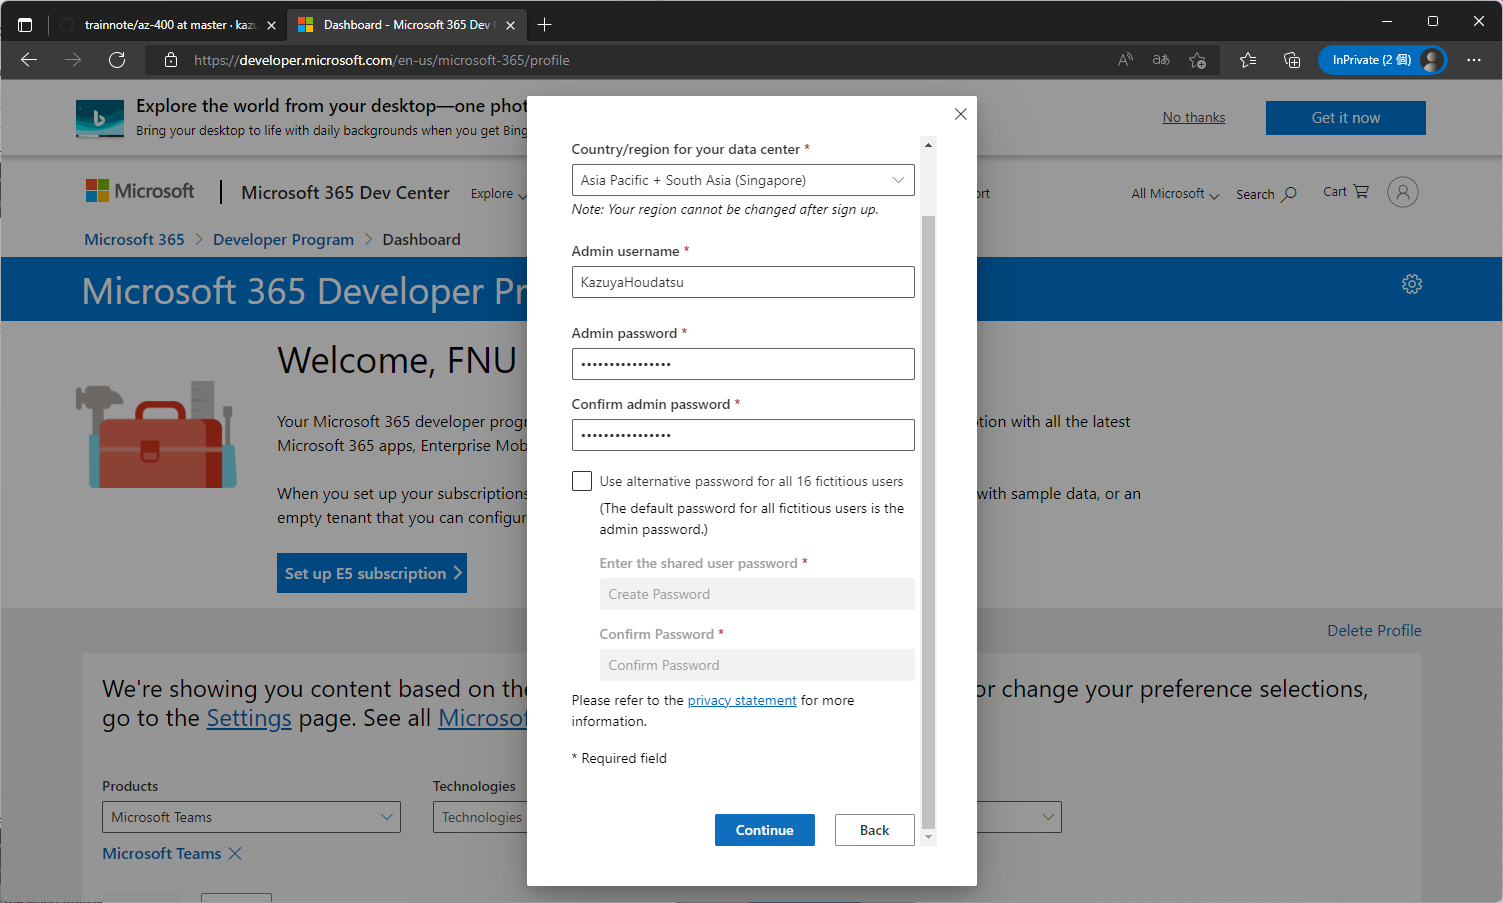 trainnote/az-400 at master · kazu
Dashboard - Microsoft 365 Dev C
https://developer.microsoft.com/en-us/microsoft-365/profile
InPrivate (2 個)
Explore the world from your desktop—one phot
Bring your desktop to life with daily backgrounds when you get Bing
No thanks
Get it now
Microsoft
Microsoft 365 Dev Center
Explore
ort
All Microsoft
Search
Cart
Microsoft 365 > Developer Program > Dashboard
Microsoft 365 Developer Pr
Welcome, FNU
Your Microsoft 365 developer progr
ption with all the latest
Microsoft 365 apps, Enterprise Mob
When you set up your subscriptions
with sample data, or an
empty tenant that you can configur
Set up E5 subscription
Delete Profile
We're showing you content based on the
or change your preference selections,
go to the Settings page. See all Microsof
Products
Technologies
Microsoft Teams
Technologies
Microsoft Teams
Country/region for your data center *
Asia Pacific + South Asia (Singapore)
Note: Your region cannot be changed after sign up.
Admin username *
KazuyaHoudatsu
Admin password *
••••••••••••••••
Confirm admin password *
••••••••••••••••
Use alternative password for all 16 fictitious users
(The default password for all fictitious users is the
admin password.)
Enter the shared user password *
Create Password
Confirm Password *
Confirm Password
Please refer to the privacy statement for more
information.
* Required field
Continue
Back